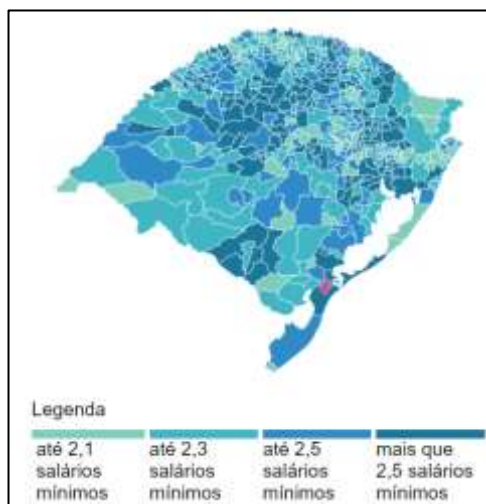 Legenda
até 2,1 até 2,3 até 2,5 mais que
salários salários salários 2,5 salários
mínimos mínimos mínimos mínimos